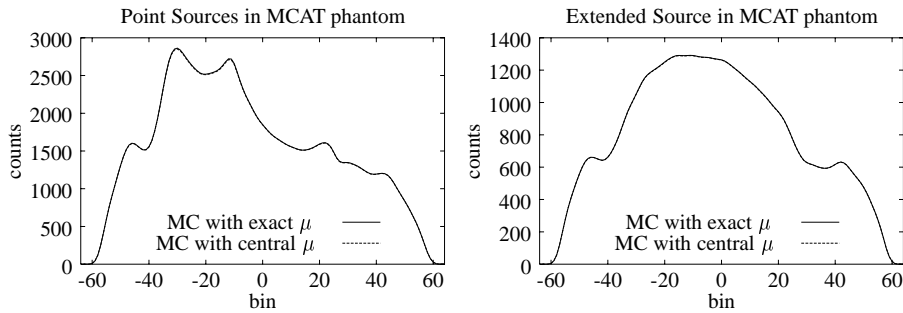 Point Sources in MCAT phantom
3000
2500
2000
1500
1000
500
0
counts
MC with exact μ
MC with central μ
-60 -40 -20 0 20 40 60
bin
Extended Source in MCAT phantom
1400
1200
1000
800
600
400
200
0
counts
MC with exact μ
MC with central μ
-60 -40 -20 0 20 40 60
bin